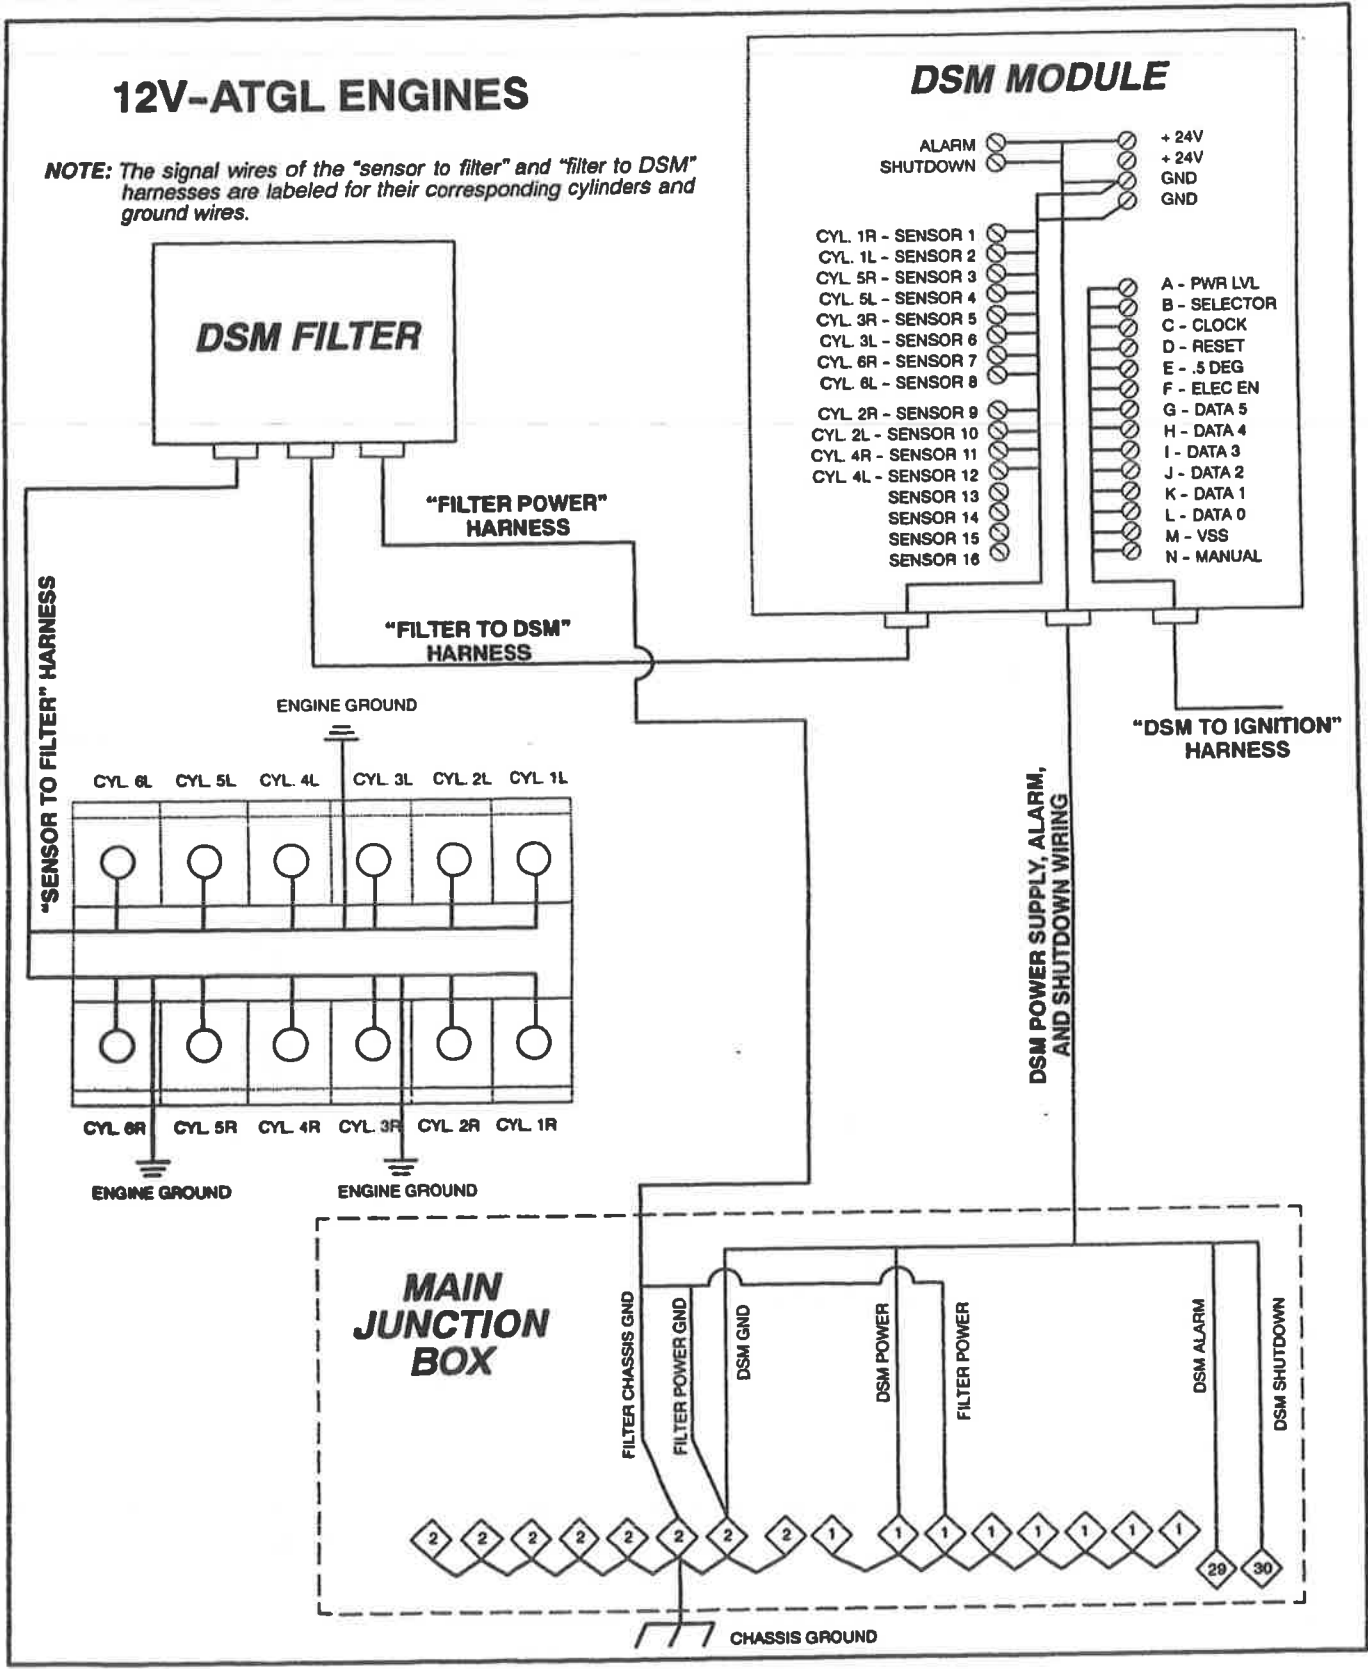 12V-ATGL ENGINES
NOTE: The signal wires of the "sensor to filter" and "filter to DSM"
harnesses are labeled for their corresponding cylinders and
ground wires.
DSM FILTER
DSM MODULE
ALARM
SHUTDOWN
+ 24V
+ 24V
GND
GND
CYL. 1R - SENSOR 1
CYL. 1L - SENSOR 2
CYL. 5R - SENSOR 3
CYL. 5L - SENSOR 4
CYL. 3R - SENSOR 5
CYL. 3L - SENSOR 6
CYL. 6R - SENSOR 7
CYL. 6L - SENSOR 8
CYL. 2R - SENSOR 9
CYL. 2L - SENSOR 10
CYL. 4R - SENSOR 11
CYL. 4L - SENSOR 12
SENSOR 13
SENSOR 14
SENSOR 15
SENSOR 16
A - PWR LVL
B - SELECTOR
C - CLOCK
D - RESET
E - .5 DEG
F - ELEC EN
G - DATA 5
H - DATA 4
I - DATA 3
J - DATA 2
K - DATA 1
L - DATA 0
M - VSS
N - MANUAL
"FILTER POWER"
HARNESS
"FILTER TO DSM"
HARNESS
"SENSOR TO FILTER" HARNESS
"DSM TO IGNITION"
HARNESS
DSM POWER SUPPLY, ALARM,
AND SHUTDOWN WIRING
ENGINE GROUND
CYL. 6L
CYL. 5L
CYL. 4L
CYL. 3L
CYL. 2L
CYL. 1L
CYL. 6R
CYL. 5R
CYL. 4R
CYL. 3R
CYL. 2R
CYL. 1R
ENGINE GROUND
ENGINE GROUND
MAIN
JUNCTION
BOX
FILTER CHASSIS GND
FILTER POWER GND
DSM GND
DSM POWER
FILTER POWER
DSM ALARM
DSM SHUTDOWN
2 2 2 2 2 2 2 2 1 1 1 1 1 1 1 1
29 30
CHASSIS GROUND